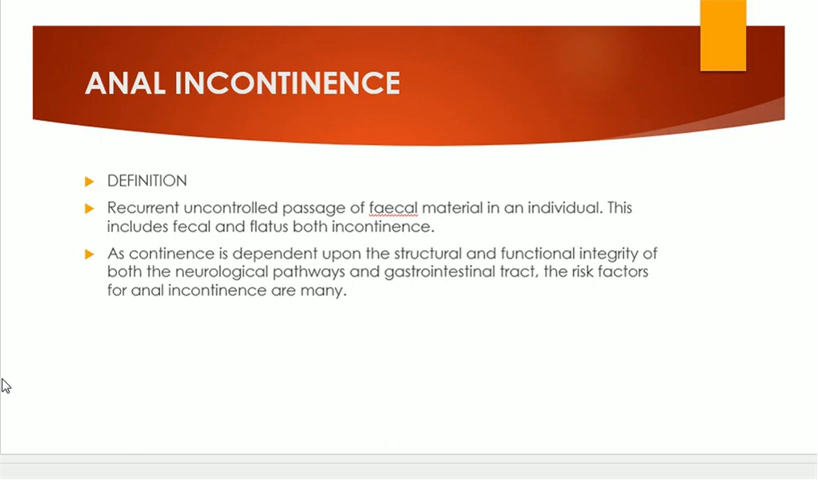 ANAL INCONTINENCE
DEFINITION
Recurrent uncontrolled passage of faecal material in an individual. This
includes fecal and flatus both incontinence.
As continence is dependent upon the structural and functional integrity of
both the neurological pathways and gastrointestinal tract, the risk factors
for anal incontinence are many.